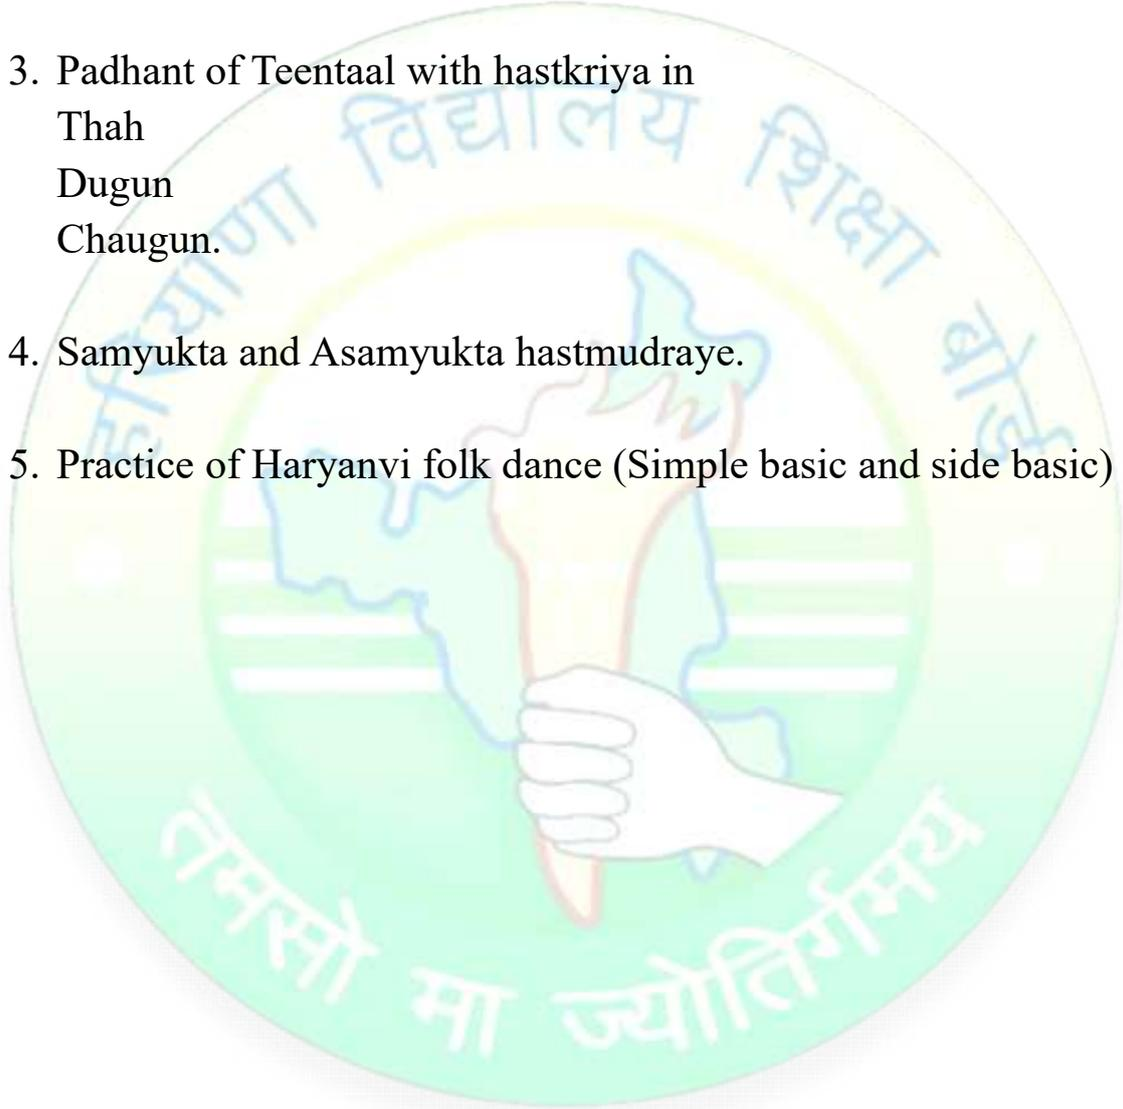 3. Padhant of Teentaal with hastkriya in
Thah
Dugun
Chaugun.
4. Samyukta and Asamyukta hastmudraye.
5. Practice of Haryanvi folk dance (Simple basic and side basic)
हरियाणा विद्यालय शिक्षा बोर्ड
तमसो मा ज्योतिर्गमय